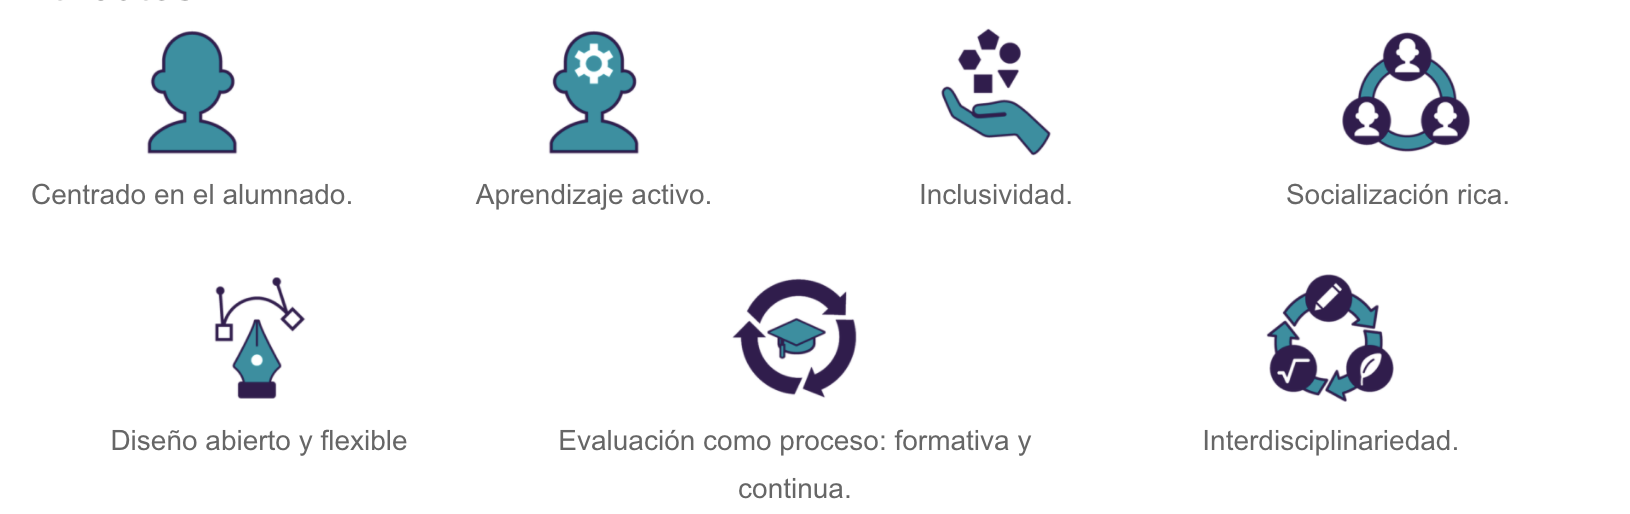 Centrado en el alumnado.
Aprendizaje activo.
Inclusividad.
Socialización rica.
Diseño abierto y flexible
Evaluación como proceso: formativa y
continua.
Interdisciplinariedad.